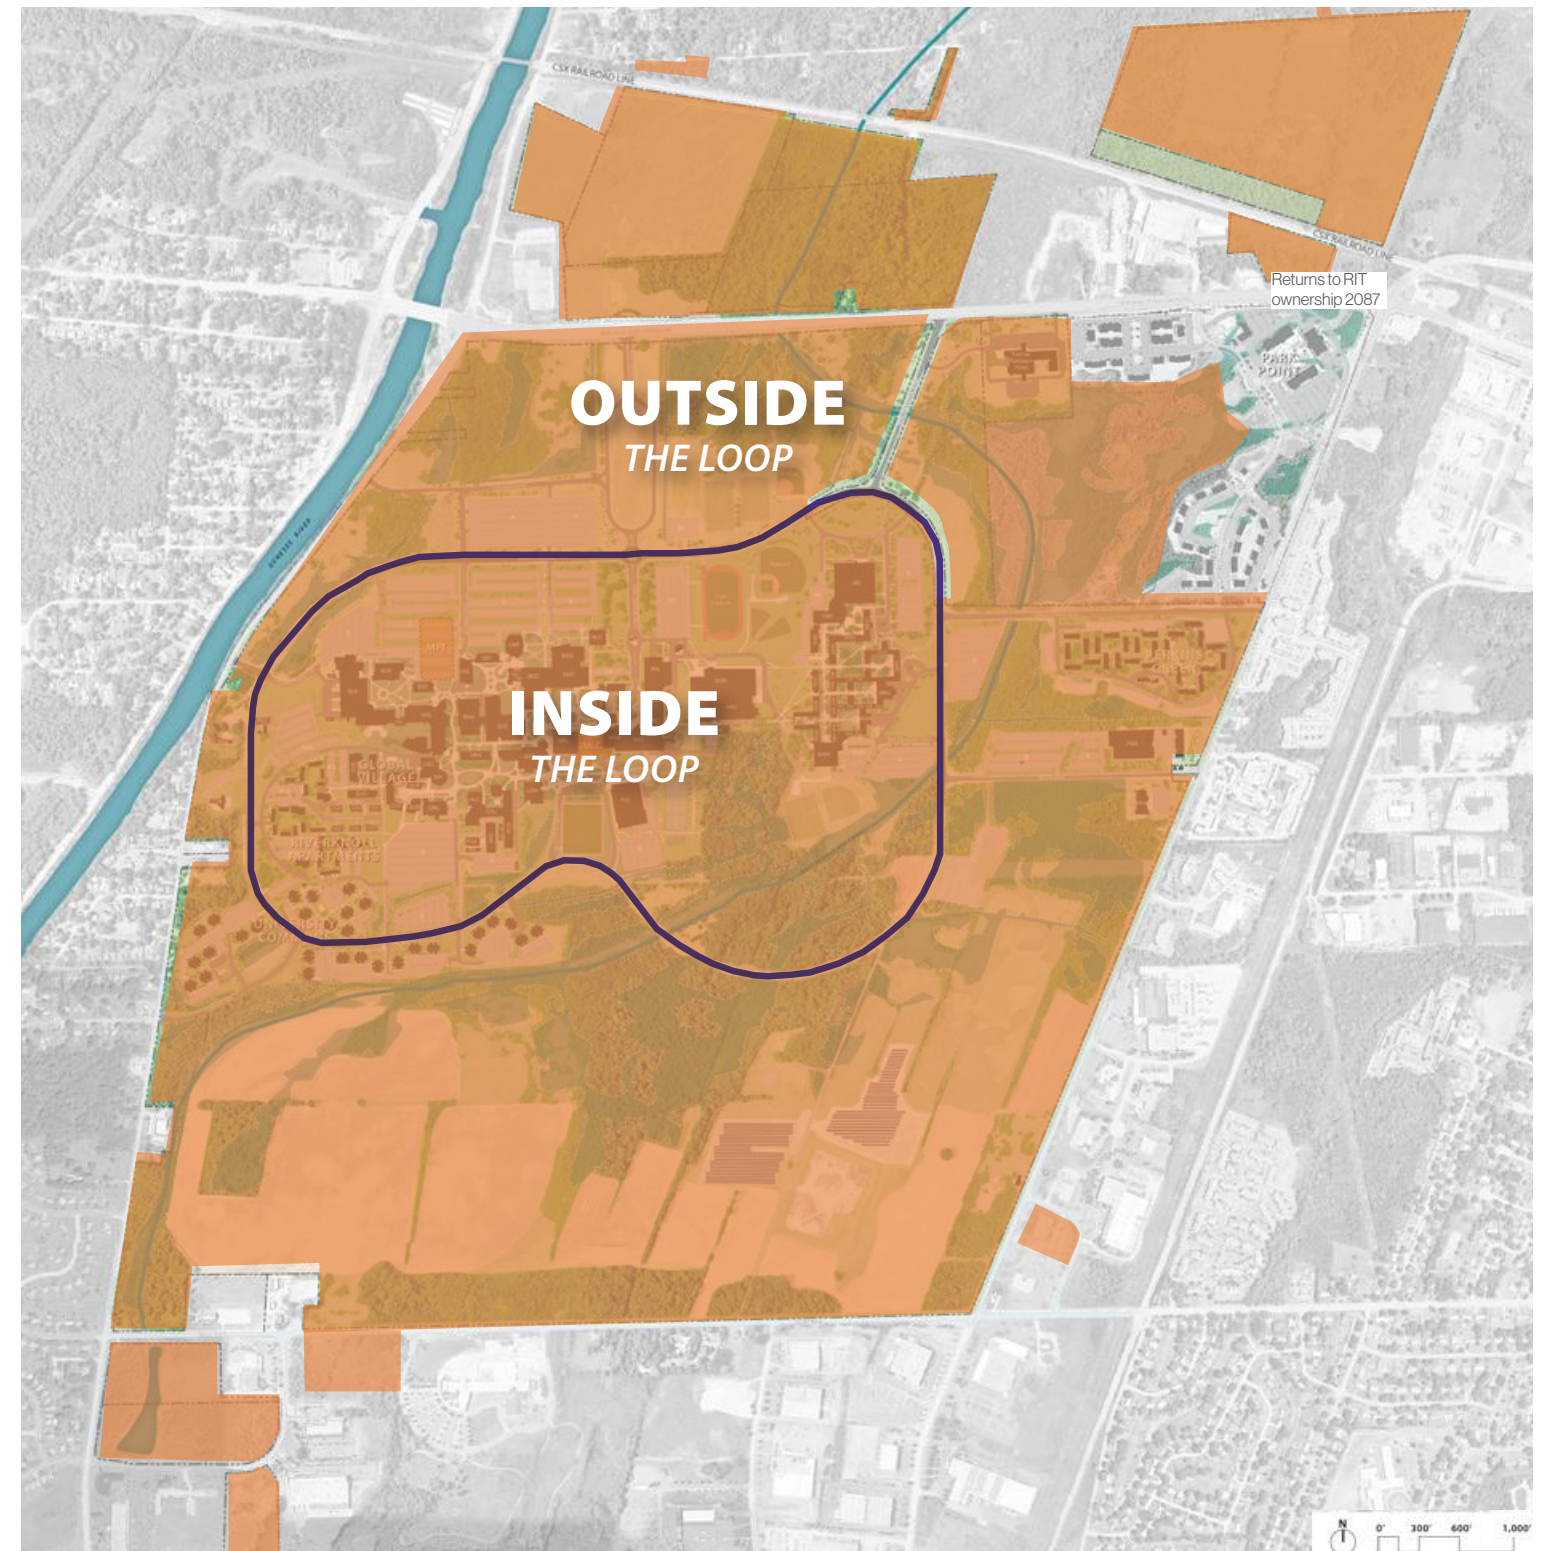 CSX RAILROAD LINE
CSX RAILROAD LINE
Returns to RIT
ownership 2087
PARK
POINT
OUTSIDE
THE LOOP
GENESEE RIVER
MPT
INSIDE
THE LOOP
GLOBAL
VILLAGE
RIVERKNOLL
APARTMENTS
N
0'
300'
600'
1,000'